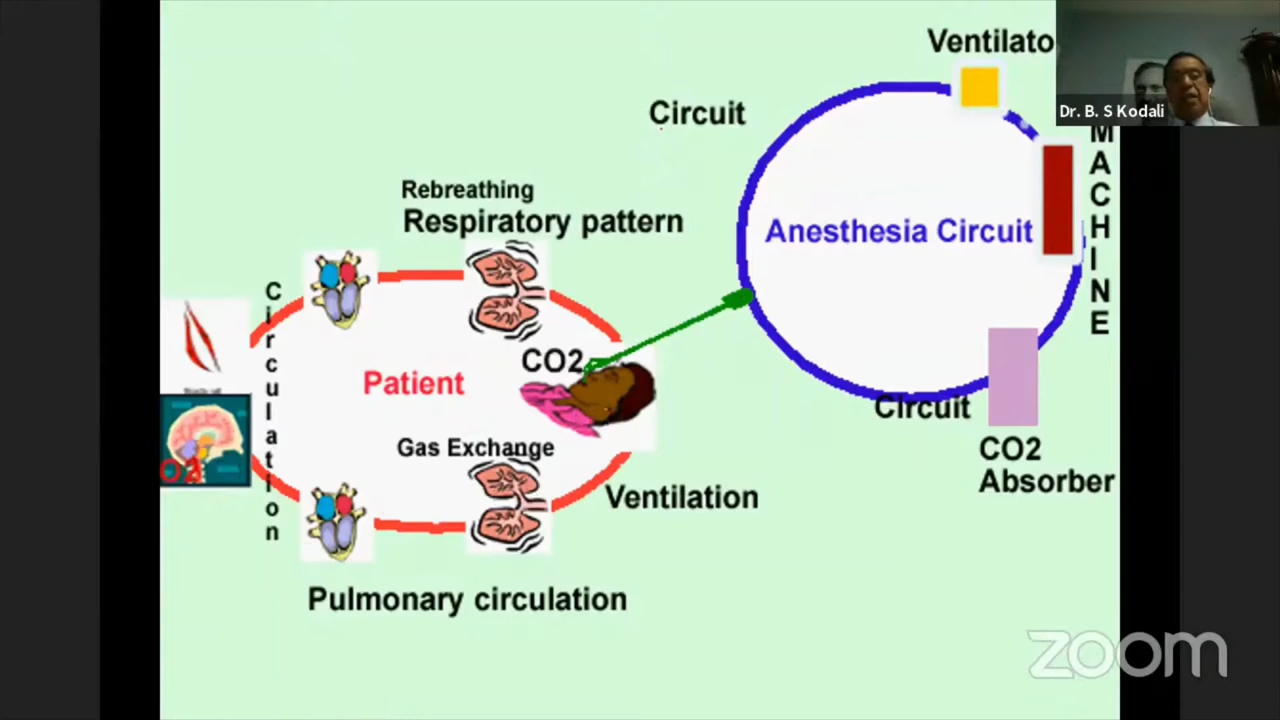 Ventilato
Dr. B. S Kodali
Circuit
MACHINE
Rebreathing
Respiratory pattern
Anesthesia Circuit
Circulation
CO2
Patient
Circuit
Gas Exchange
CO2
Absorber
Ventilation
Pulmonary circulation
zoom